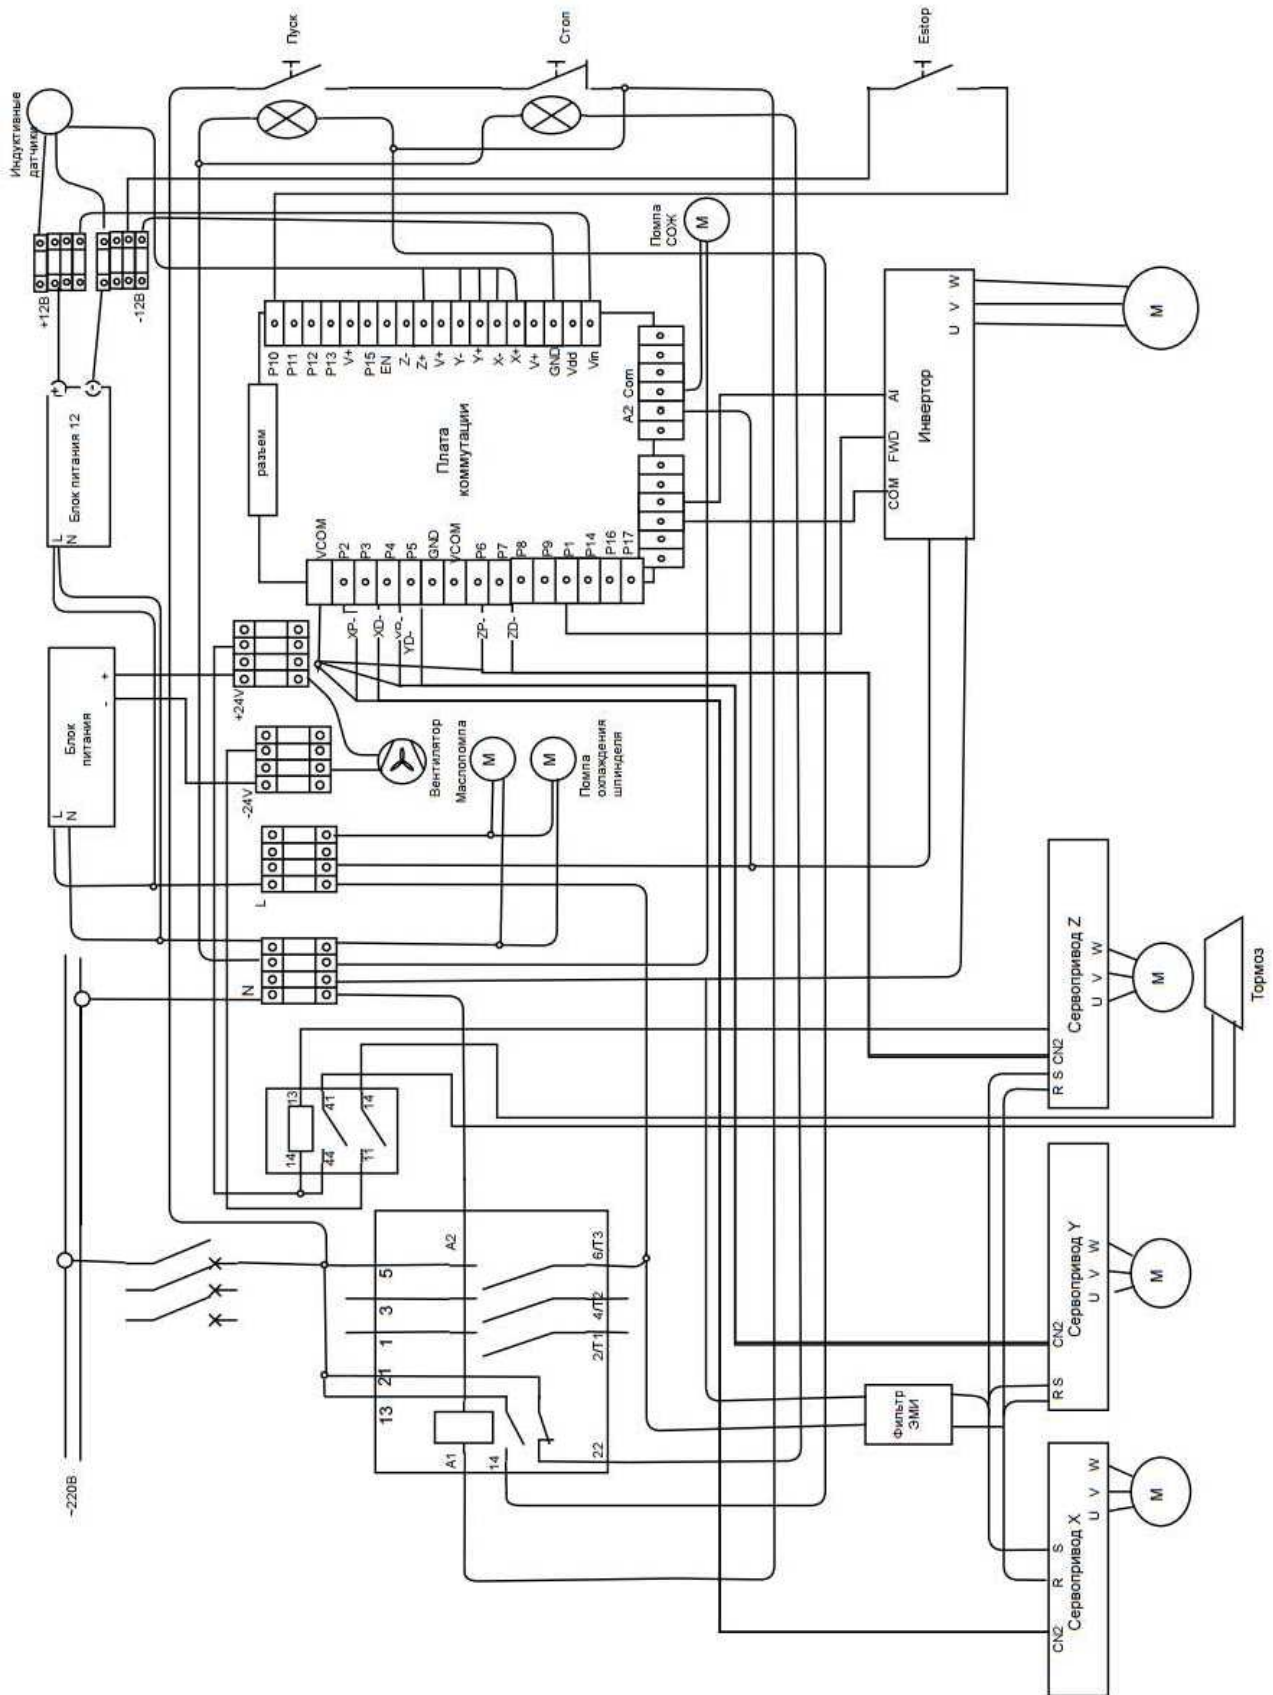 ~220В
Блок
питания
L
N
-
+
Блок питания 12
L
N
+
-
Индуктивные
датчики
+12В
-12В
N
L
-24V
+24V
Вентилятор
Маслопомпа
М
Помпа
охлаждения
шпинделя
М
14
13
44
41
11
14
13
21
1
3
5
A1
A2
14
22
2/T1
4/T2
6/T3
XP-
XD-
YP-
YD-
ZP-
ZD-
VCOM
P2
P3
P4
P5
GND
VCOM
P6
P7
P8
P9
P1
P14
P16
P17
разъем
Плата
коммутации
P10
P11
P12
P13
V+
P15
EN
Z-
Z+
V+
Y-
Y+
X-
X+
V+
GND
Vdd
Vin
A2
Com
Помпа
СОЖ
М
Пуск
Стоп
Estop
COM
FWD
AI
Инвертор
U
V
W
М
Фильтр
ЭМИ
CN2
R
S
Сервопривод X
U
V
W
М
R
S
CN2
Сервопривод Y
U
V
W
М
R
S
CN2
Сервопривод Z
U
V
W
М
Тормоз